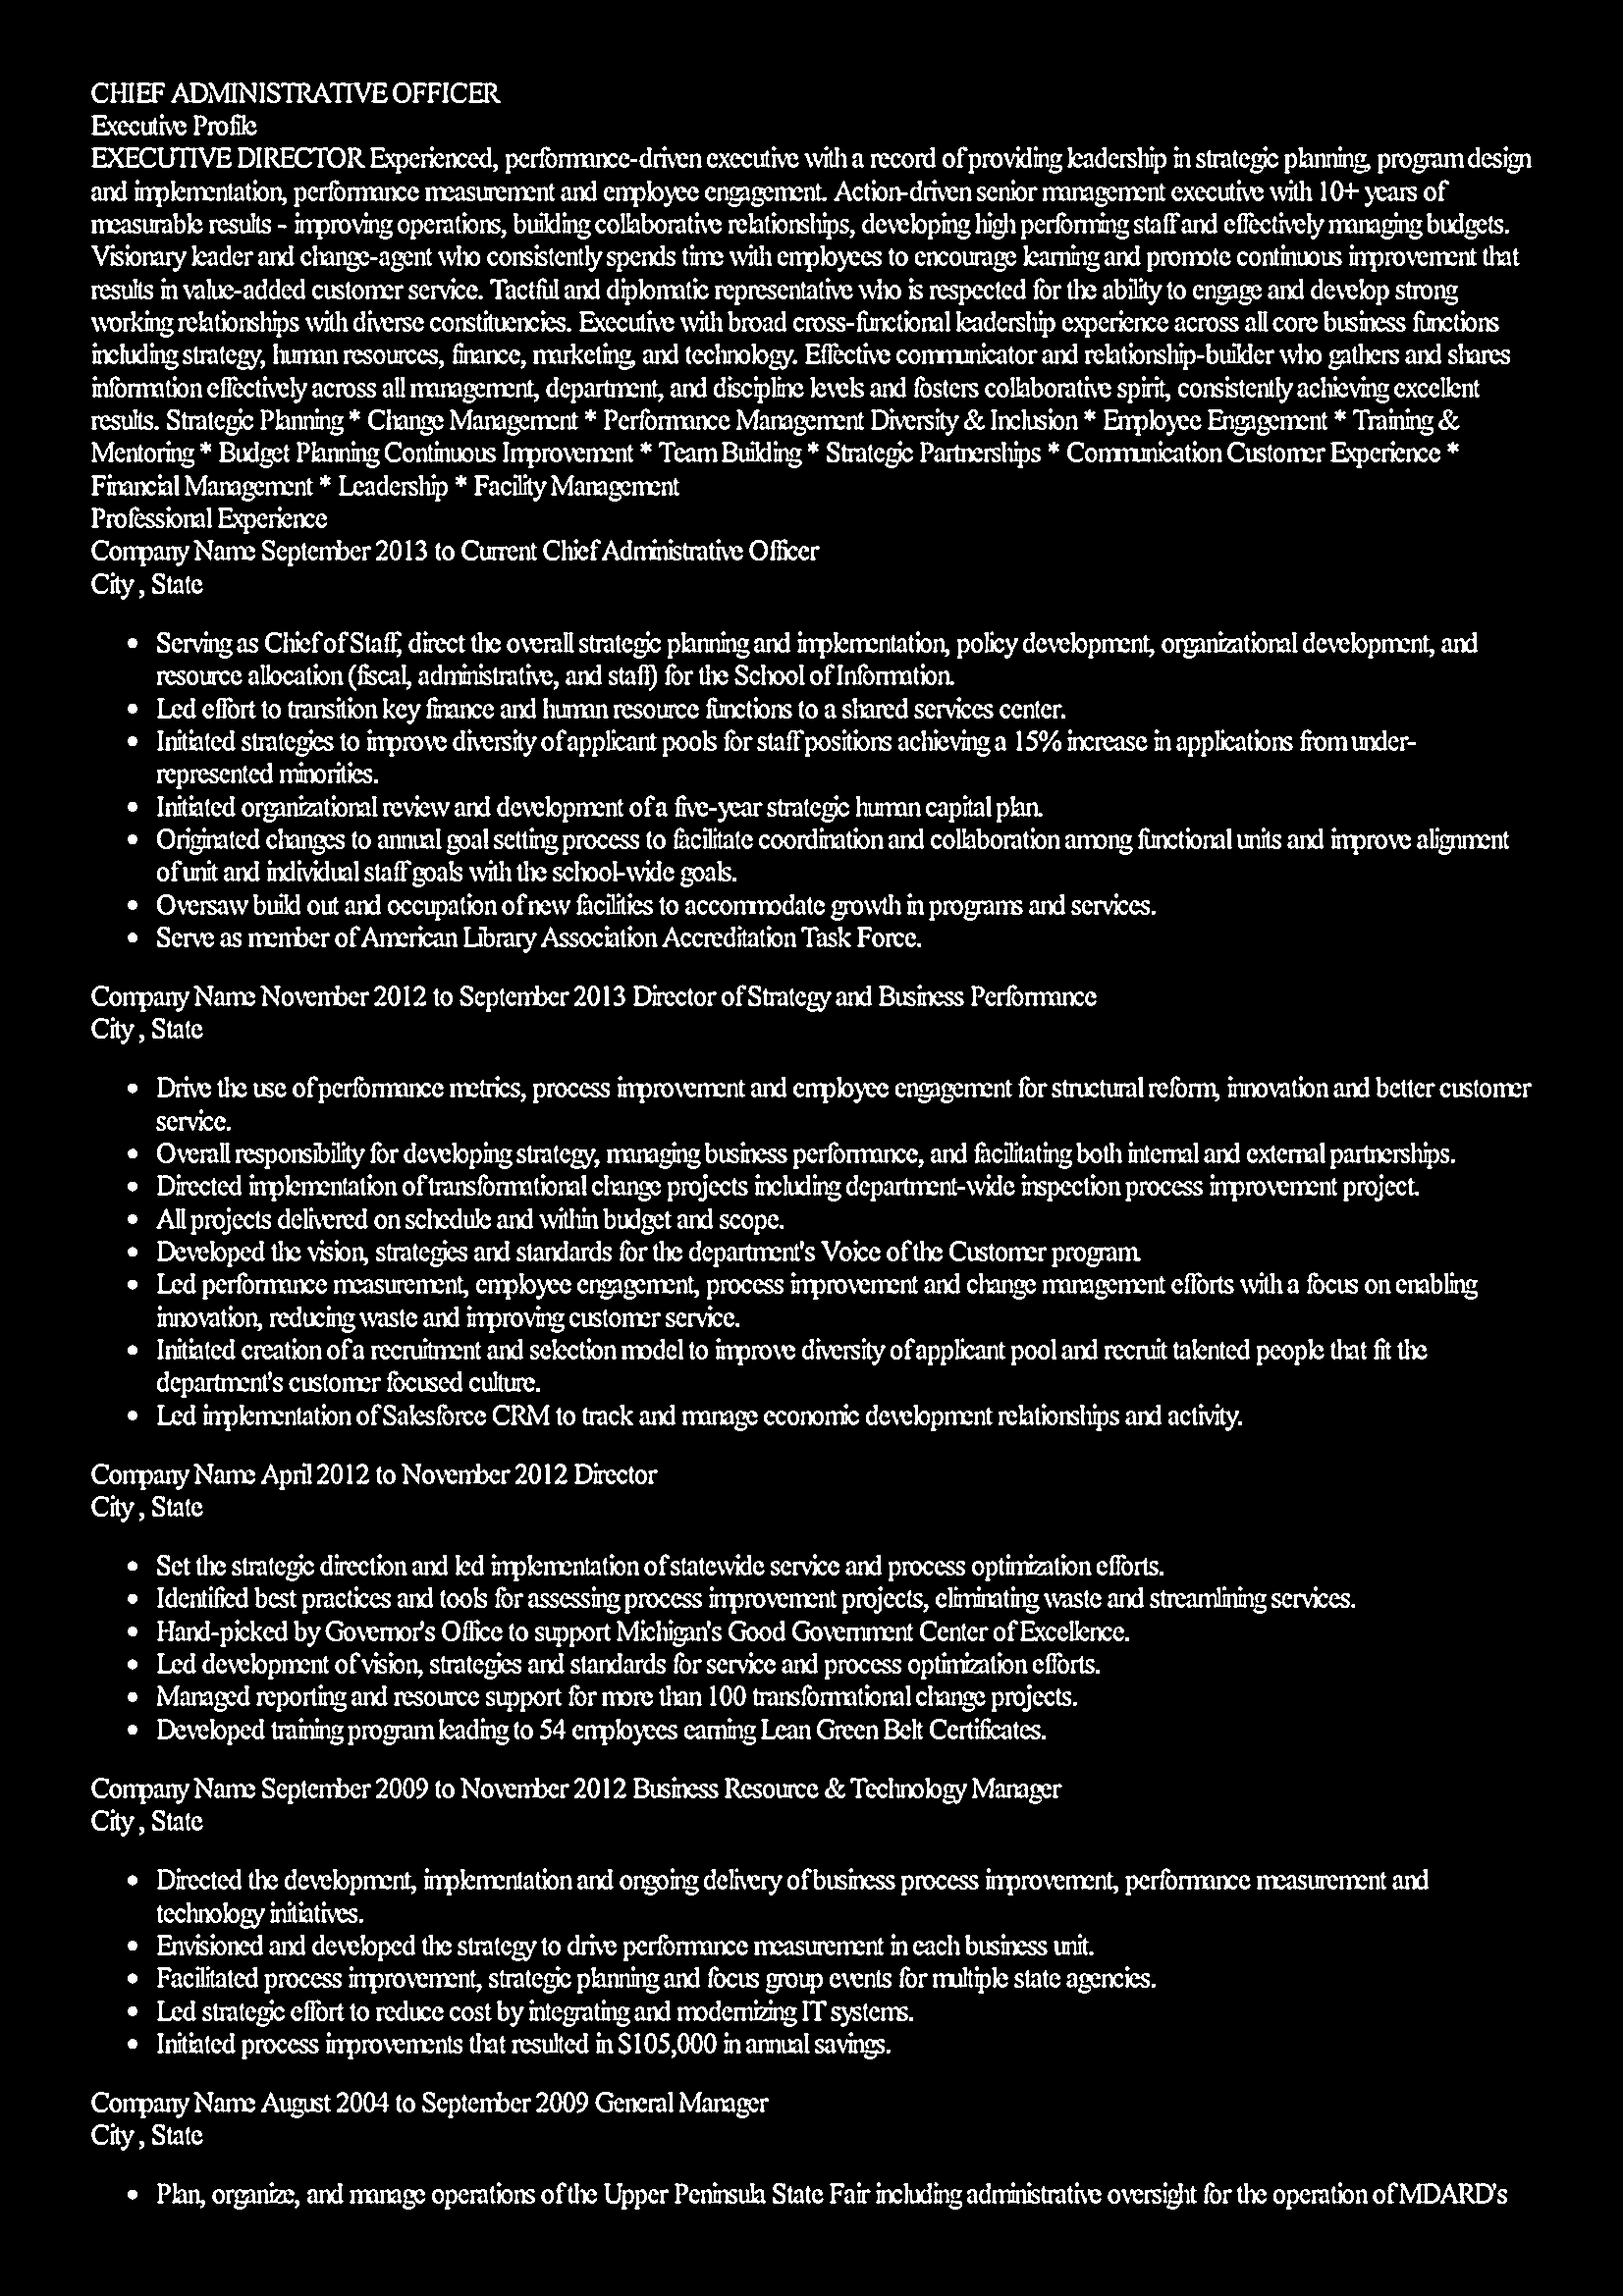 CHIEF ADMINISTRATIVE OFFICER
Executive Profile
EXECUTIVE DIRECTOR Experienced, performance-driven executive with a record of providing leadership in strategic planning, program design
and implementation, performance measurement and employee engagement. Action-driven senior management executive with 10+ years of
measurable results - improving operations, building collaborative relationships, developing high performing staff and effectively managing budgets.
Visionary leader and change-agent who consistently spends time with employees to encourage learning and promote continuous improvement that
results in value-added customer service. Tactful and diplomatic representative who is respected for the ability to engage and develop strong
working relationships with diverse constituencies. Executive with broad cross-functional leadership experience across all core business functions
including strategy, human resources, finance, marketing, and technology. Effective communicator and relationship-builder who gathers and shares
information effectively across all management, department, and discipline levels and fosters collaborative spirit, consistently achieving excellent
results. Strategic Planning * Change Management * Performance Management Diversity & Inclusion * Employee Engagement * Training &
Mentoring * Budget Planning Continuous Improvement * Team Building * Strategic Partnerships * Communication Customer Experience *
Financial Management * Leadership * Facility Management
Professional Experience
Company Name September 2013 to Current Chief Administrative Officer
City , State
• Serving as Chief of Staff, direct the overall strategic planning and implementation, policy development, organizational development, and
resource allocation (fiscal, administrative, and staff) for the School of Information.
• Led effort to transition key finance and human resource functions to a shared services center.
• Initiated strategies to improve diversity of applicant pools for staff positions achieving a 15% increase in applications from under-
represented minorities.
• Initiated organizational review and development of a five-year strategic human capital plan.
• Originated changes to annual goal setting process to facilitate coordination and collaboration among functional units and improve alignment
of unit and individual staff goals with the school-wide goals.
• Oversaw build out and occupation of new facilities to accommodate growth in programs and services.
• Serve as member of American Library Association Accreditation Task Force.
Company Name November 2012 to September 2013 Director of Strategy and Business Performance
City , State
• Drive the use of performance metrics, process improvement and employee engagement for structural reform, innovation and better customer
service.
• Overall responsibility for developing strategy, managing business performance, and facilitating both internal and external partnerships.
• Directed implementation of transformational change projects including department-wide inspection process improvement project.
• All projects delivered on schedule and within budget and scope.
• Developed the vision, strategies and standards for the department's Voice of the Customer program.
• Led performance measurement, employee engagement, process improvement and change management efforts with a focus on enabling
innovation, reducing waste and improving customer service.
• Initiated creation of a recruitment and selection model to improve diversity of applicant pool and recruit talented people that fit the
department's customer focused culture.
• Led implementation of Salesforce CRM to track and manage economic development relationships and activity.
Company Name April 2012 to November 2012 Director
City , State
• Set the strategic direction and led implementation of statewide service and process optimization efforts.
• Identified best practices and tools for assessing process improvement projects, eliminating waste and streamlining services.
• Hand-picked by Governor's Office to support Michigan's Good Government Center of Excellence.
• Led development of vision, strategies and standards for service and process optimization efforts.
• Managed reporting and resource support for more than 100 transformational change projects.
• Developed training program leading to 54 employees earning Lean Green Belt Certificates.
Company Name September 2009 to November 2012 Business Resource & Technology Manager
City , State
• Directed the development, implementation and ongoing delivery of business process improvement, performance measurement and
technology initiatives.
• Envisioned and developed the strategy to drive performance measurement in each business unit.
• Facilitated process improvement, strategic planning and focus group events for multiple state agencies.
• Led strategic effort to reduce cost by integrating and modernizing IT systems.
• Initiated process improvements that resulted in $105,000 in annual savings.
Company Name August 2004 to September 2009 General Manager
City , State
• Plan, organize, and manage operations of the Upper Peninsula State Fair including administrative oversight for the operation of MDARD's